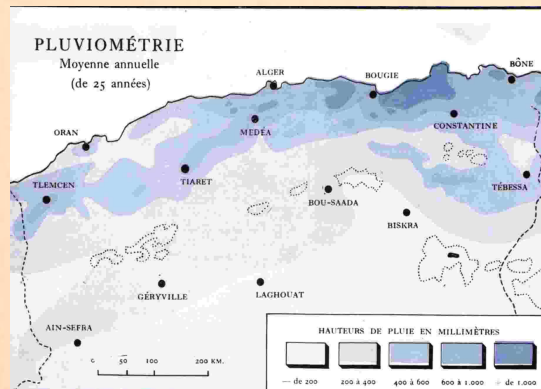 PLUVIOMÉTRIE
Moyenne annuelle
(de 25 années)
ALGER
BOUGIE
BÔNE
ORAN
MEDÉA
CONSTANTINE
TLEMCEN
TIARET
TÉBESSA
BOU-SAADA
BISKRA
GÉRYVILLE
LAGHOUAT
AIN-SEFRA
0 50 100 200 KM.
HAUTEURS DE PLUIE EN MILLIMÈTRES
— de 200
200 à 400
400 à 600
600 à 1.000
+ de 1.000